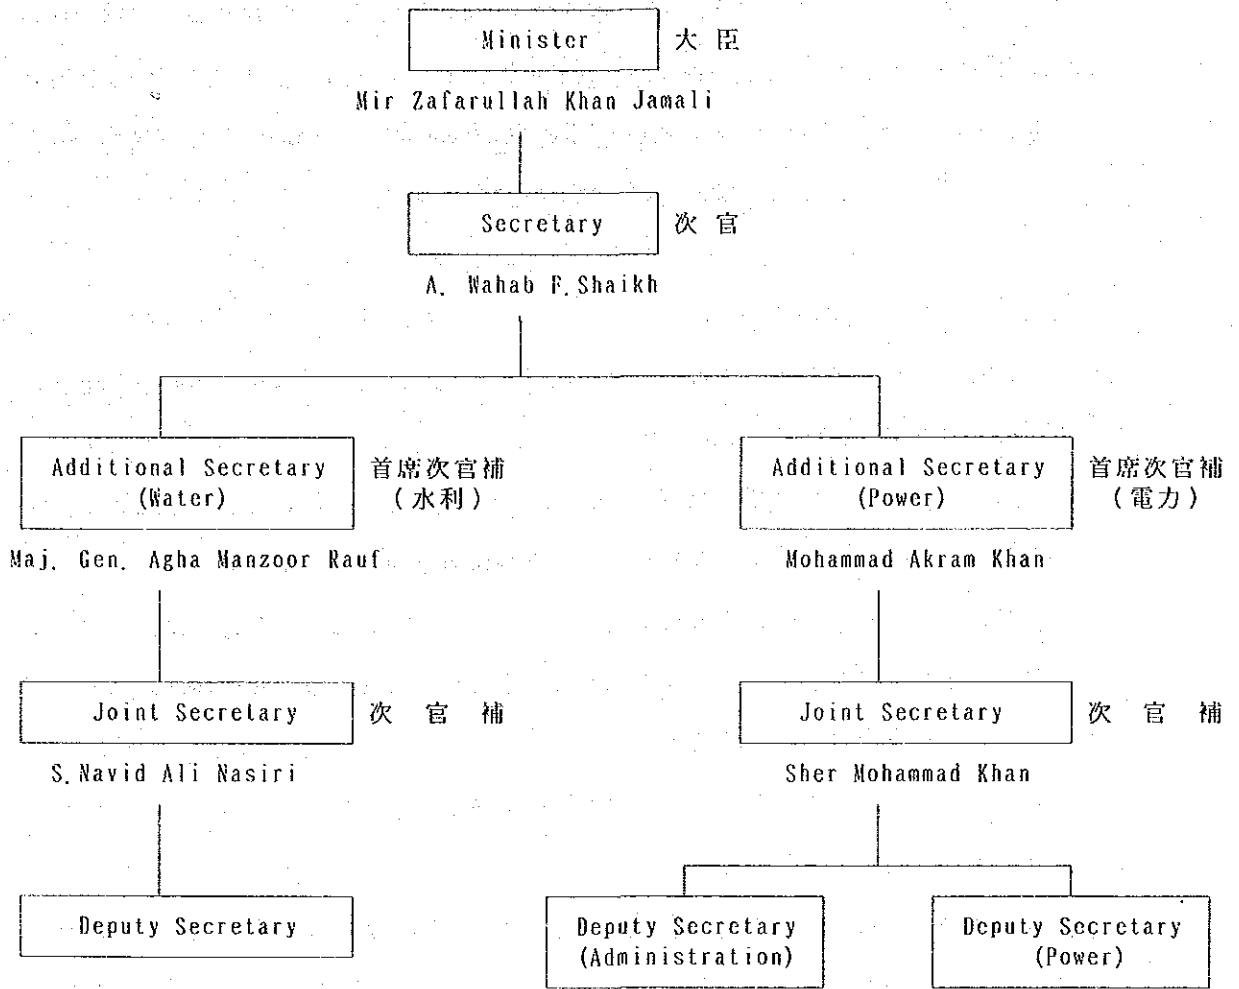 Minister
大臣
Mir Zafarullah Khan Jamali
Secretary
次官
A. Wahab F.Shaikh
Additional Secretary
(Water)
首席次官補
(水利)
Additional Secretary
(Power)
首席次官補
(電力)
Maj. Gen. Agha Manzoor Rauf
Mohammad Akram Khan
Joint Secretary
次官補
Joint Secretary
次官補
S.Navid Ali Nasiri
Sher Mohammad Khan
Deputy Secretary
Deputy Secretary
(Administration)
Deputy Secretary
(Power)